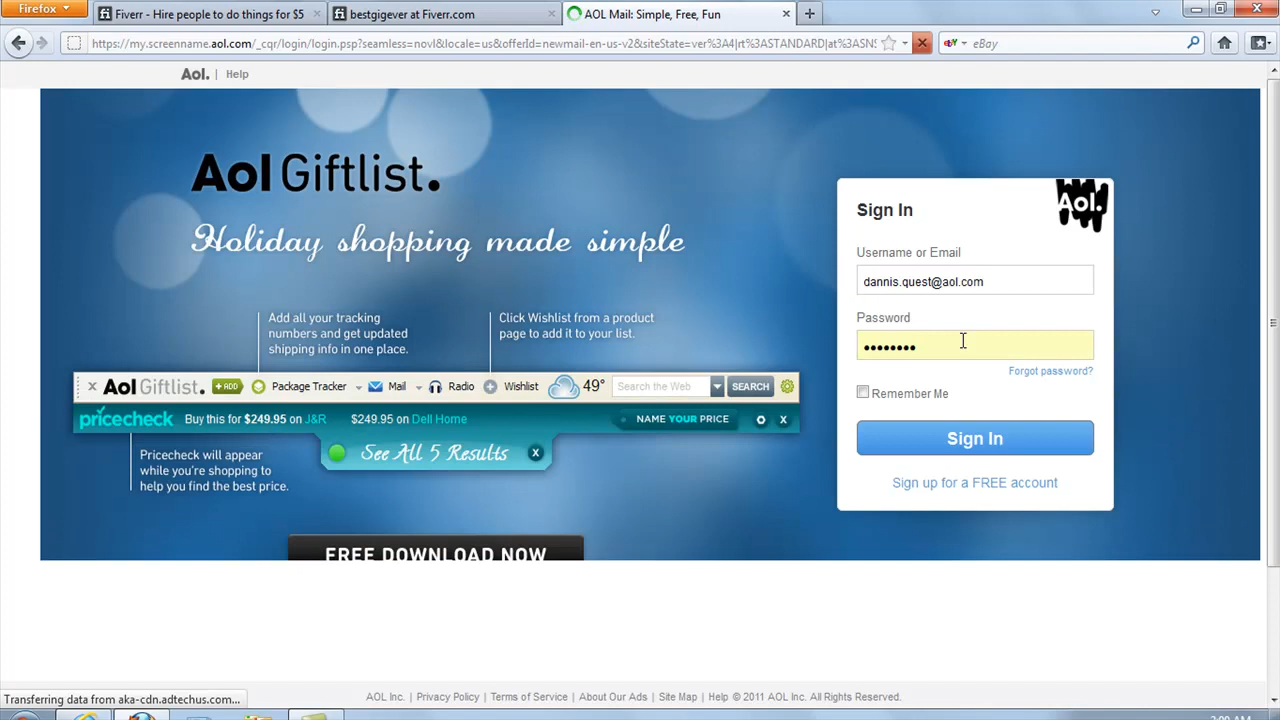 Firefox
Fiverr - Hire people to do things for $5
bestgigever at Fiverr.com
AOL Mail: Simple, Free, Fun
https://my.screenname.aol.com/_cqr/login/login.psp?seamless=novl&locale=us&offerId=newmail-en-us-v2&siteState=ver%3A4|rt%3ASTANDARD|at%3ASNS
eBay
Aol. | Help
Aol Giftlist.
Holiday shopping made simple
Add all your tracking
numbers and get updated
shipping info in one place.
Click Wishlist from a product
page to add it to your list.
Aol Giftlist. +ADD Package Tracker Mail Radio Wishlist 49° Search the Web SEARCH
pricecheck Buy this for $249.95 on J&R $249.95 on Dell Home NAME YOUR PRICE X
See All 5 Results X
Pricecheck will appear
while you're shopping to
help you find the best price.
FREE DOWNLOAD NOW
Sign In
Aol.
Username or Email
dannis.quest@aol.com
Password
Forgot password?
Remember Me
Sign In
Sign up for a FREE account
AOL Inc. | Privacy Policy | Terms of Service | About Our Ads | Site Map | Help © 2011 AOL Inc. All Rights Reserved.
Transferring data from aka-cdn.adtechus.com...